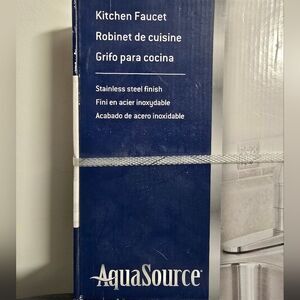 Kitchen Faucet
Robinet de cuisine
Grifo para cocina
Stainless steel finish
Fini en acier inoxydable
Acabado de acero inoxidable
AquaSource